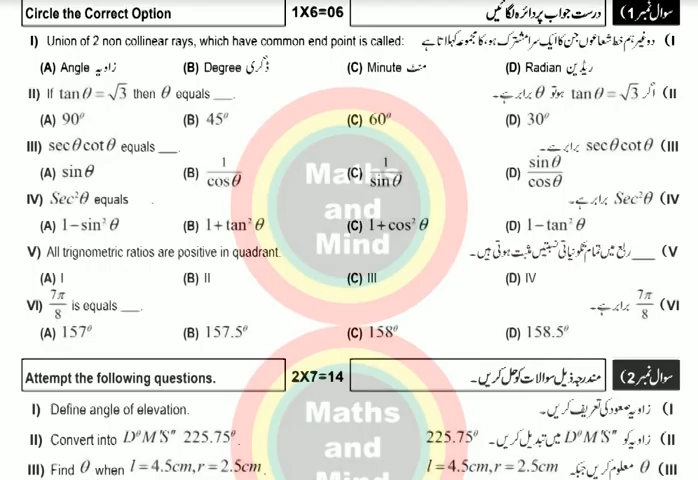 Circle the Correct Option 1X6=06 درست جواب پر دائرہ لگائیں سوال نمبر 1)
I) Union of 2 non collinear rays, which have common end point is called: دو غیر ہم خط شعاعوں جن کا ایک سرا مشترک ہو، کا مجموعہ کہلاتا ہے (I
(A) Angle زاویہ (B) Degree ڈگری (C) Minute منٹ (D) Radian ریڈین
II) If tanθ = √3 then θ equals ___. اگر tanθ = √3 ہو تو θ برابر ہے۔ (II
(A) 90° (B) 45° (C) 60° (D) 30°
III) secθcotθ equals ___. secθcotθ برابر ہے۔ (III
(A) sinθ (B) 1/cosθ (C) 1/sinθ (D) sinθ/cosθ
IV) Sec²θ equals Sec²θ برابر ہے۔ (IV
(A) 1−sin²θ (B) 1+tan²θ (C) 1+cos²θ (D) 1−tan²θ
V) All trignometric ratios are positive in quadrant. ___ ربع میں تمام تکونیاتی نسبتیں مثبت ہوتی ہیں۔ (V
(A) I (B) II (C) III (D) IV
VI) 7π/8 is equals ___. 7π/8 برابر ہے۔ (VI
(A) 157° (B) 157.5° (C) 158° (D) 158.5°
Attempt the following questions. 2X7=14 مندرجہ ذیل سوالات کو حل کریں۔ سوال نمبر 2)
I) Define angle of elevation. زاویہ صعود کی تعریف کریں۔ (I
II) Convert into D°M'S" 225.75°. زاویہ کو D°M'S" میں تبدیل کریں۔ 225.75° (II
III) Find θ when l = 4.5cm, r = 2.5cm. θ معلوم کریں جبکہ l = 4.5cm, r = 2.5cm (III
Maths
and
Mind
Maths
and
Mind